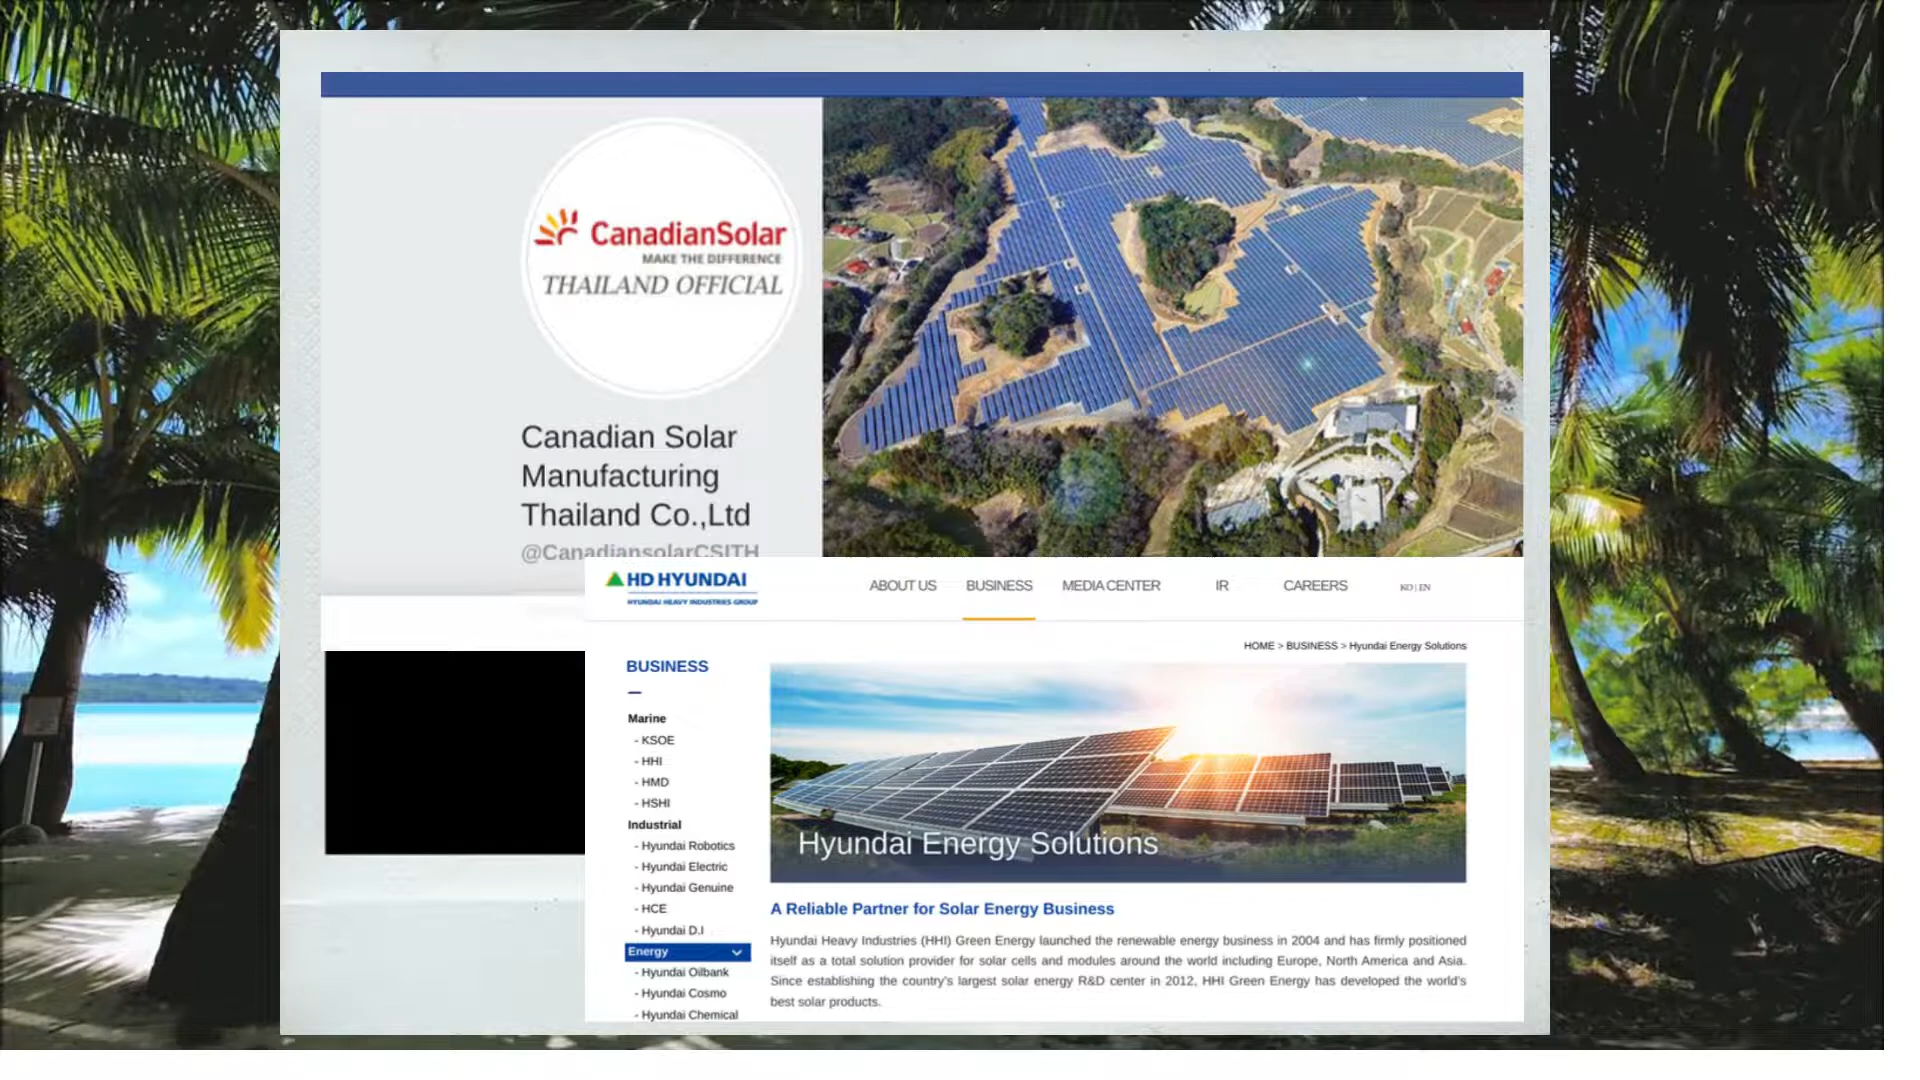 CanadianSolar
MAKE THE DIFFERENCE
THAILAND OFFICIAL
Canadian Solar
Manufacturing
Thailand Co.,Ltd
@CanadiansolarCSITH
HD HYUNDAI
HYUNDAI HEAVY INDUSTRIES GROUP
ABOUT US BUSINESS MEDIA CENTER IR CAREERS KO | EN
HOME > BUSINESS > Hyundai Energy Solutions
BUSINESS
Marine
- KSOE
- HHI
- HMD
- HSHI
Industrial
- Hyundai Robotics
- Hyundai Electric
- Hyundai Genuine
- HCE
- Hyundai D.I
Energy
- Hyundai Oilbank
- Hyundai Cosmo
- Hyundai Chemical
Hyundai Energy Solutions
A Reliable Partner for Solar Energy Business
Hyundai Heavy Industries (HHI) Green Energy launched the renewable energy business in 2004 and has firmly positioned
itself as a total solution provider for solar cells and modules around the world including Europe, North America and Asia.
Since establishing the country's largest solar energy R&D center in 2012, HHI Green Energy has developed the world's
best solar products.